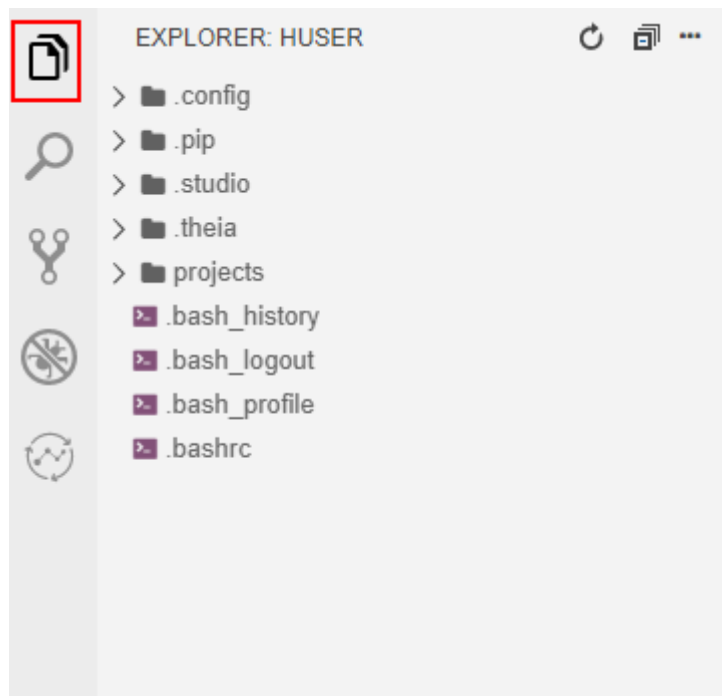 EXPLORER: HUSER
.config
.pip
.studio
.theia
projects
.bash_history
.bash_logout
.bash_profile
.bashrc